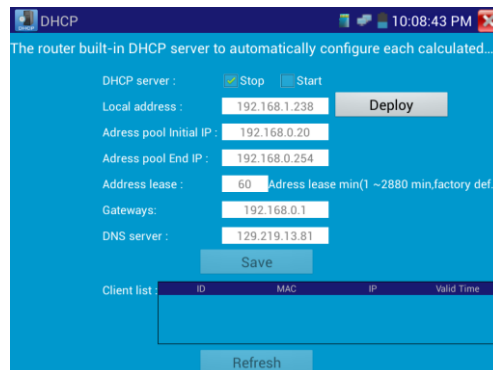 DHCP 10:08:43 PM
The router built-in DHCP server to automatically configure each calculated...
DHCP server : Stop Start
Local address : 192.168.1.238 Deploy
Adress pool Initial IP : 192.168.0.20
Adress pool End IP : 192.168.0.254
Address lease : 60 Adress lease min(1 ~2880 min,factory def.
Gateways: 192.168.0.1
DNS server : 129.219.13.81
Save
Client list : ID MAC IP Valid Time
Refresh